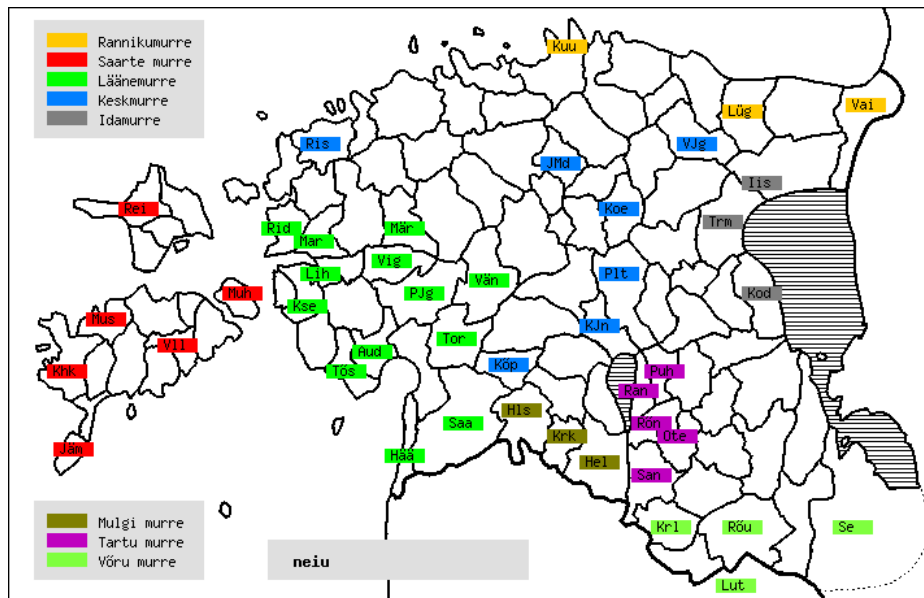 Rannikumurre
Saarte murre
Läänemurre
Keskmurre
Idamurre
Kuu
Lüg
Vai
Ris
VJg
JMd
Iis
Rei
Koe
Trm
Rid
Mar
Mär
Vig
Lih
Plt
Vän
Muh
PJg
Kod
Kse
Mus
KJn
Vll
Tor
Aud
Khk
Tõs
Kõp
Puh
Ran
Hls
Saa
Rõn
Krk
Ote
Jäm
Hää
Hel
San
Mulgi murre
Tartu murre
Võru murre
Krl
Rõu
Se
neiu
Lut